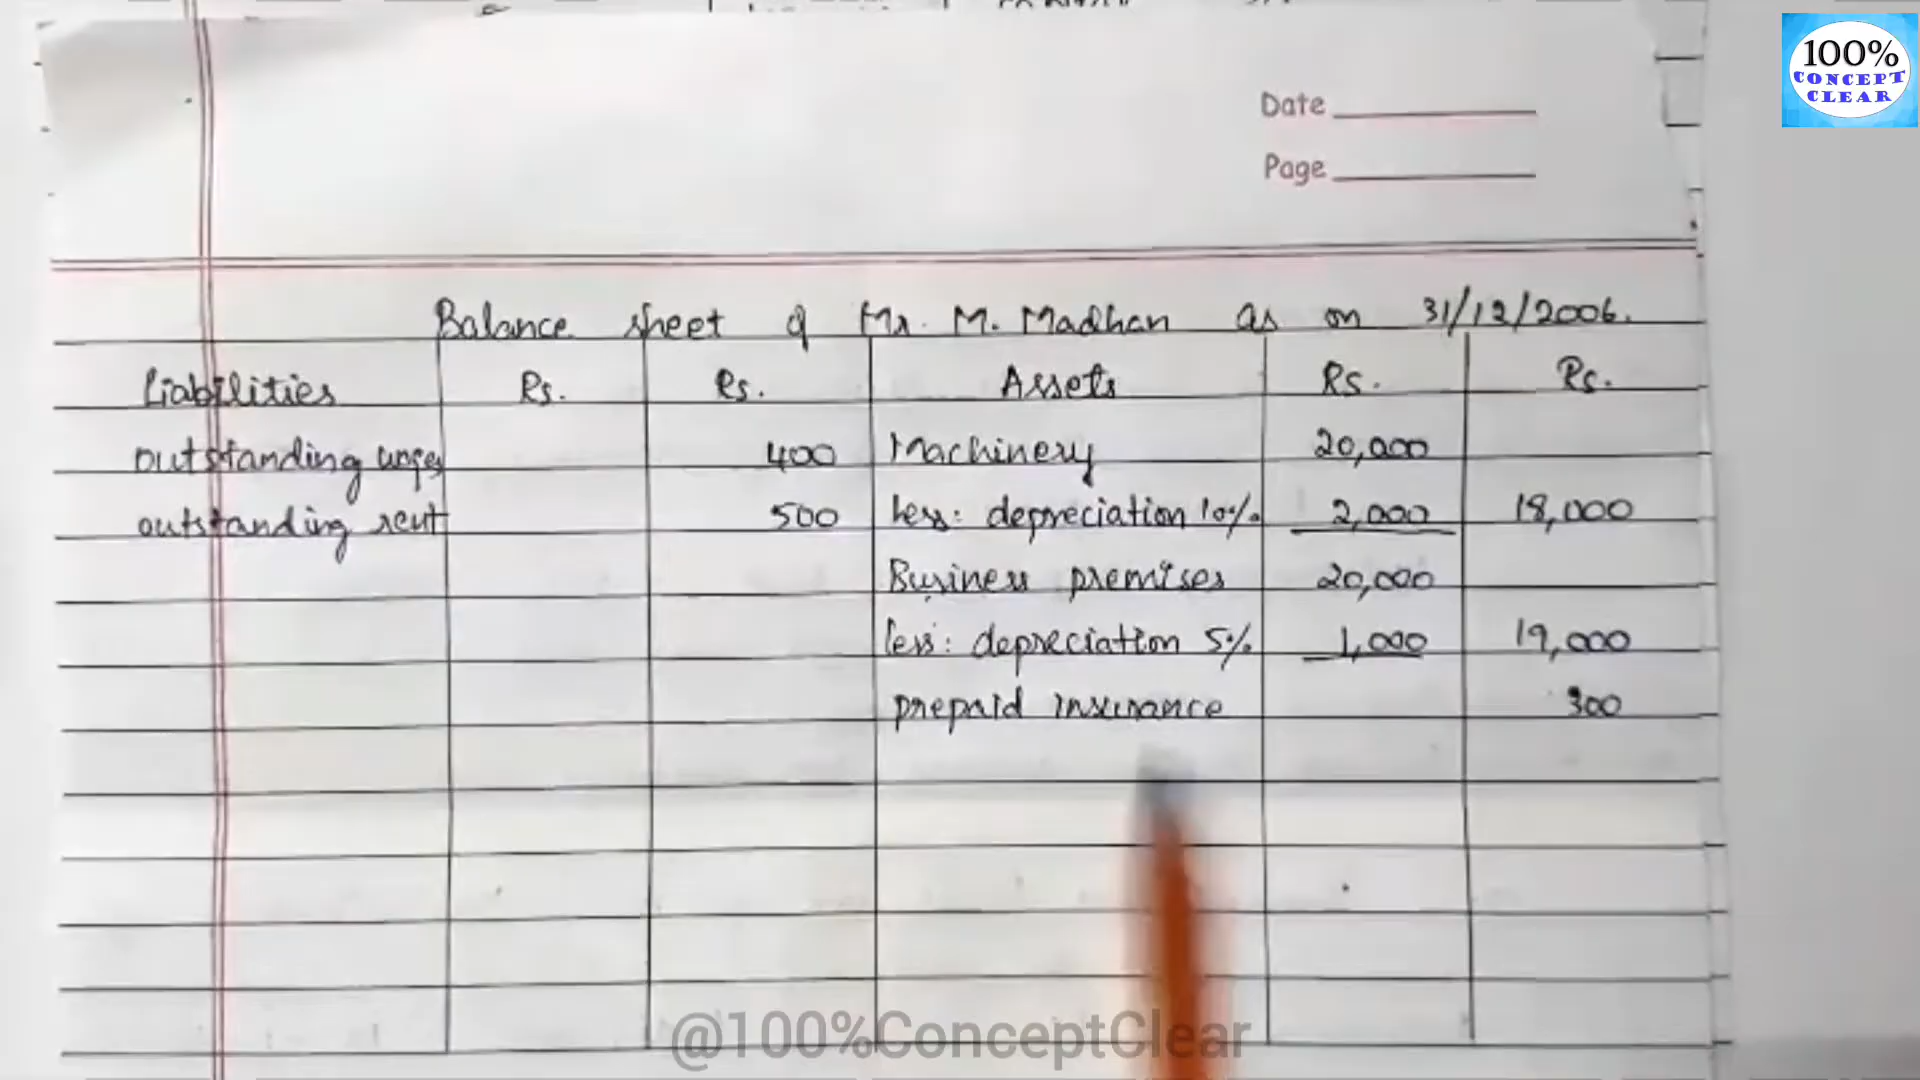 100%
CONCEPT
CLEAR
Date
Page
Balance sheet of Mr. M. Madhan as on 31/12/2006.
Liabilities Rs. Rs. Assets Rs. Rs.
outstanding wages 400 Machinery 20,000
outstanding rent 500 less: depreciation 10% 2,000 18,000
Business premises 20,000
less: depreciation 5% 1,000 19,000
prepaid insurance 300
@100%ConceptClear